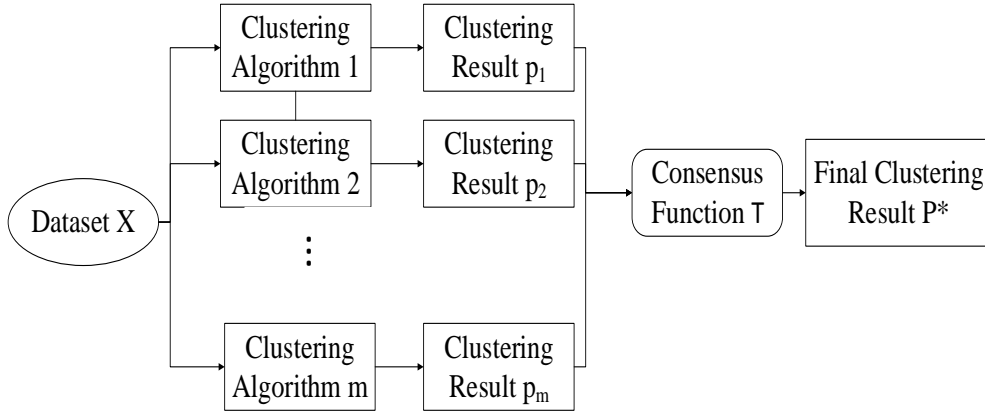 Clustering
Algorithm 1
Clustering
Result p₁
Clustering
Algorithm 2
Clustering
Result p₂
Dataset X
Consensus
Function T
Final Clustering
Result P*
Clustering
Algorithm m
Clustering
Result pₘ